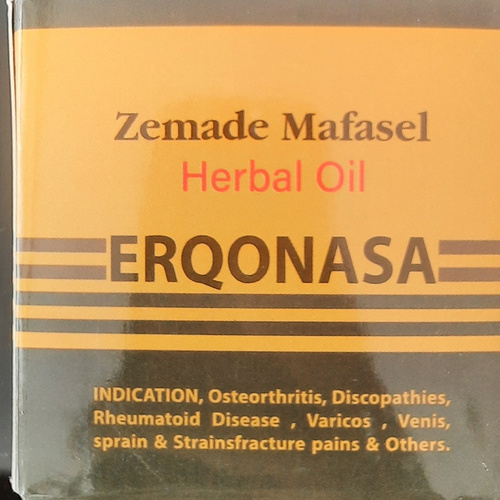 Zemade Mafasel
Herbal Oil
ERQONASA
INDICATION, Osteorthritis, Discopathies,
Rheumatoid Disease , Varicos , Venis,
sprain & Strainsfracture pains & Others.